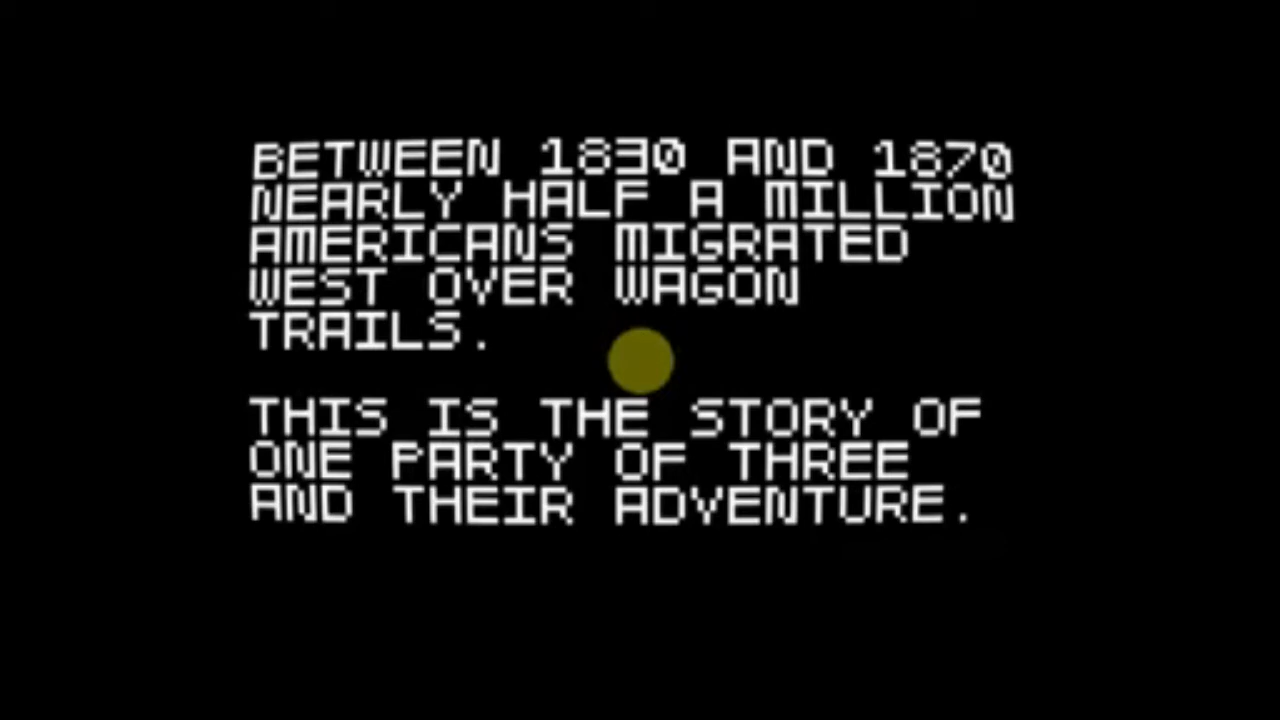 BETWEEN 1830 AND 1870
NEARLY HALF A MILLION
AMERICANS MIGRATED
WEST OVER WAGON
TRAILS.
THIS IS THE STORY OF
ONE PARTY OF THREE
AND THEIR ADVENTURE.